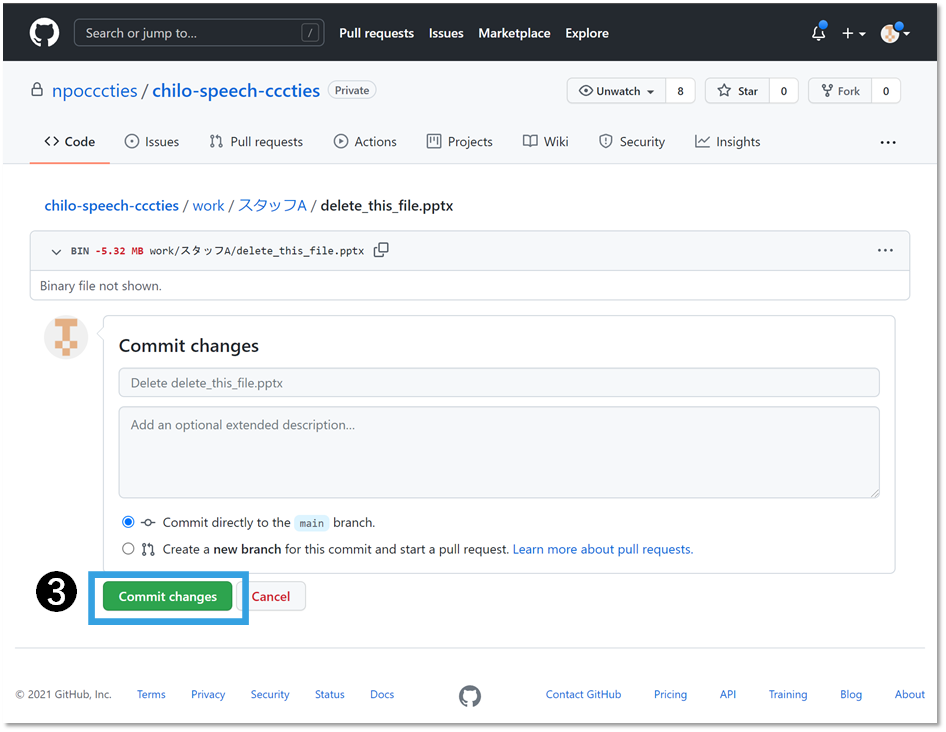 Search or jump to... /
Pull requests Issues Marketplace Explore
npocccties / chilo-speech-cccties Private
Unwatch 8 Star 0 Fork 0
Code Issues Pull requests Actions Projects Wiki Security Insights ...
chilo-speech-cccties / work / スタッフA / delete_this_file.pptx
BIN -5.32 MB work/スタッフA/delete_this_file.pptx ...
Binary file not shown.
Commit changes
Delete delete_this_file.pptx
Add an optional extended description...
Commit directly to the main branch.
Create a new branch for this commit and start a pull request. Learn more about pull requests.
3 Commit changes Cancel
© 2021 GitHub, Inc. Terms Privacy Security Status Docs Contact GitHub Pricing API Training Blog About